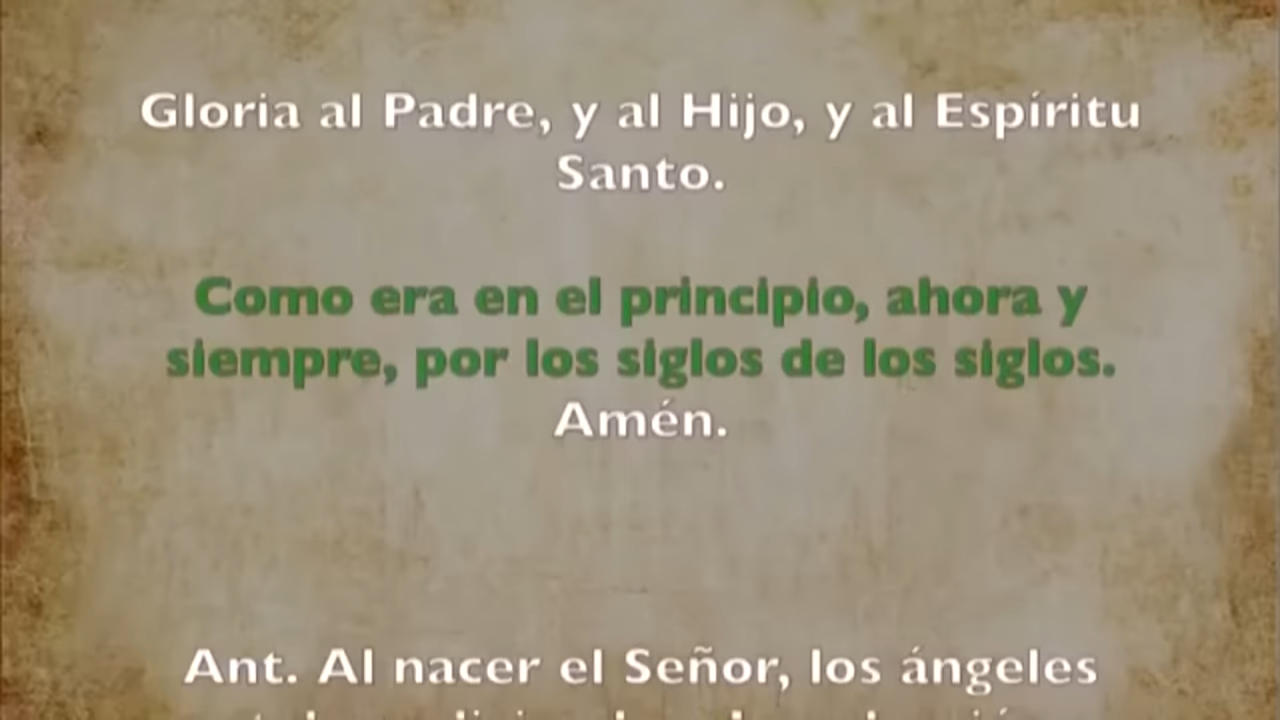 Gloria al Padre, y al Hijo, y al Espíritu
Santo.
Como era en el principio, ahora y
siempre, por los siglos de los siglos.
Amén.
Ant. Al nacer el Señor, los ángeles